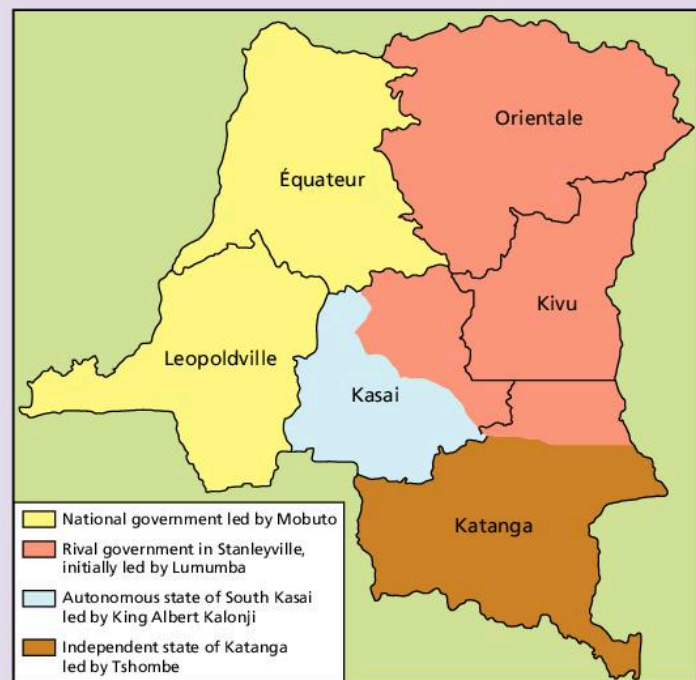 Orientale
Équateur
Kivu
Leopoldville
Kasai
Katanga
National government led by Mobuto
Rival government in Stanleyville,
initially led by Lumumba
Autonomous state of South Kasai
led by King Albert Kalonji
Independent state of Katanga
led by Tshombe